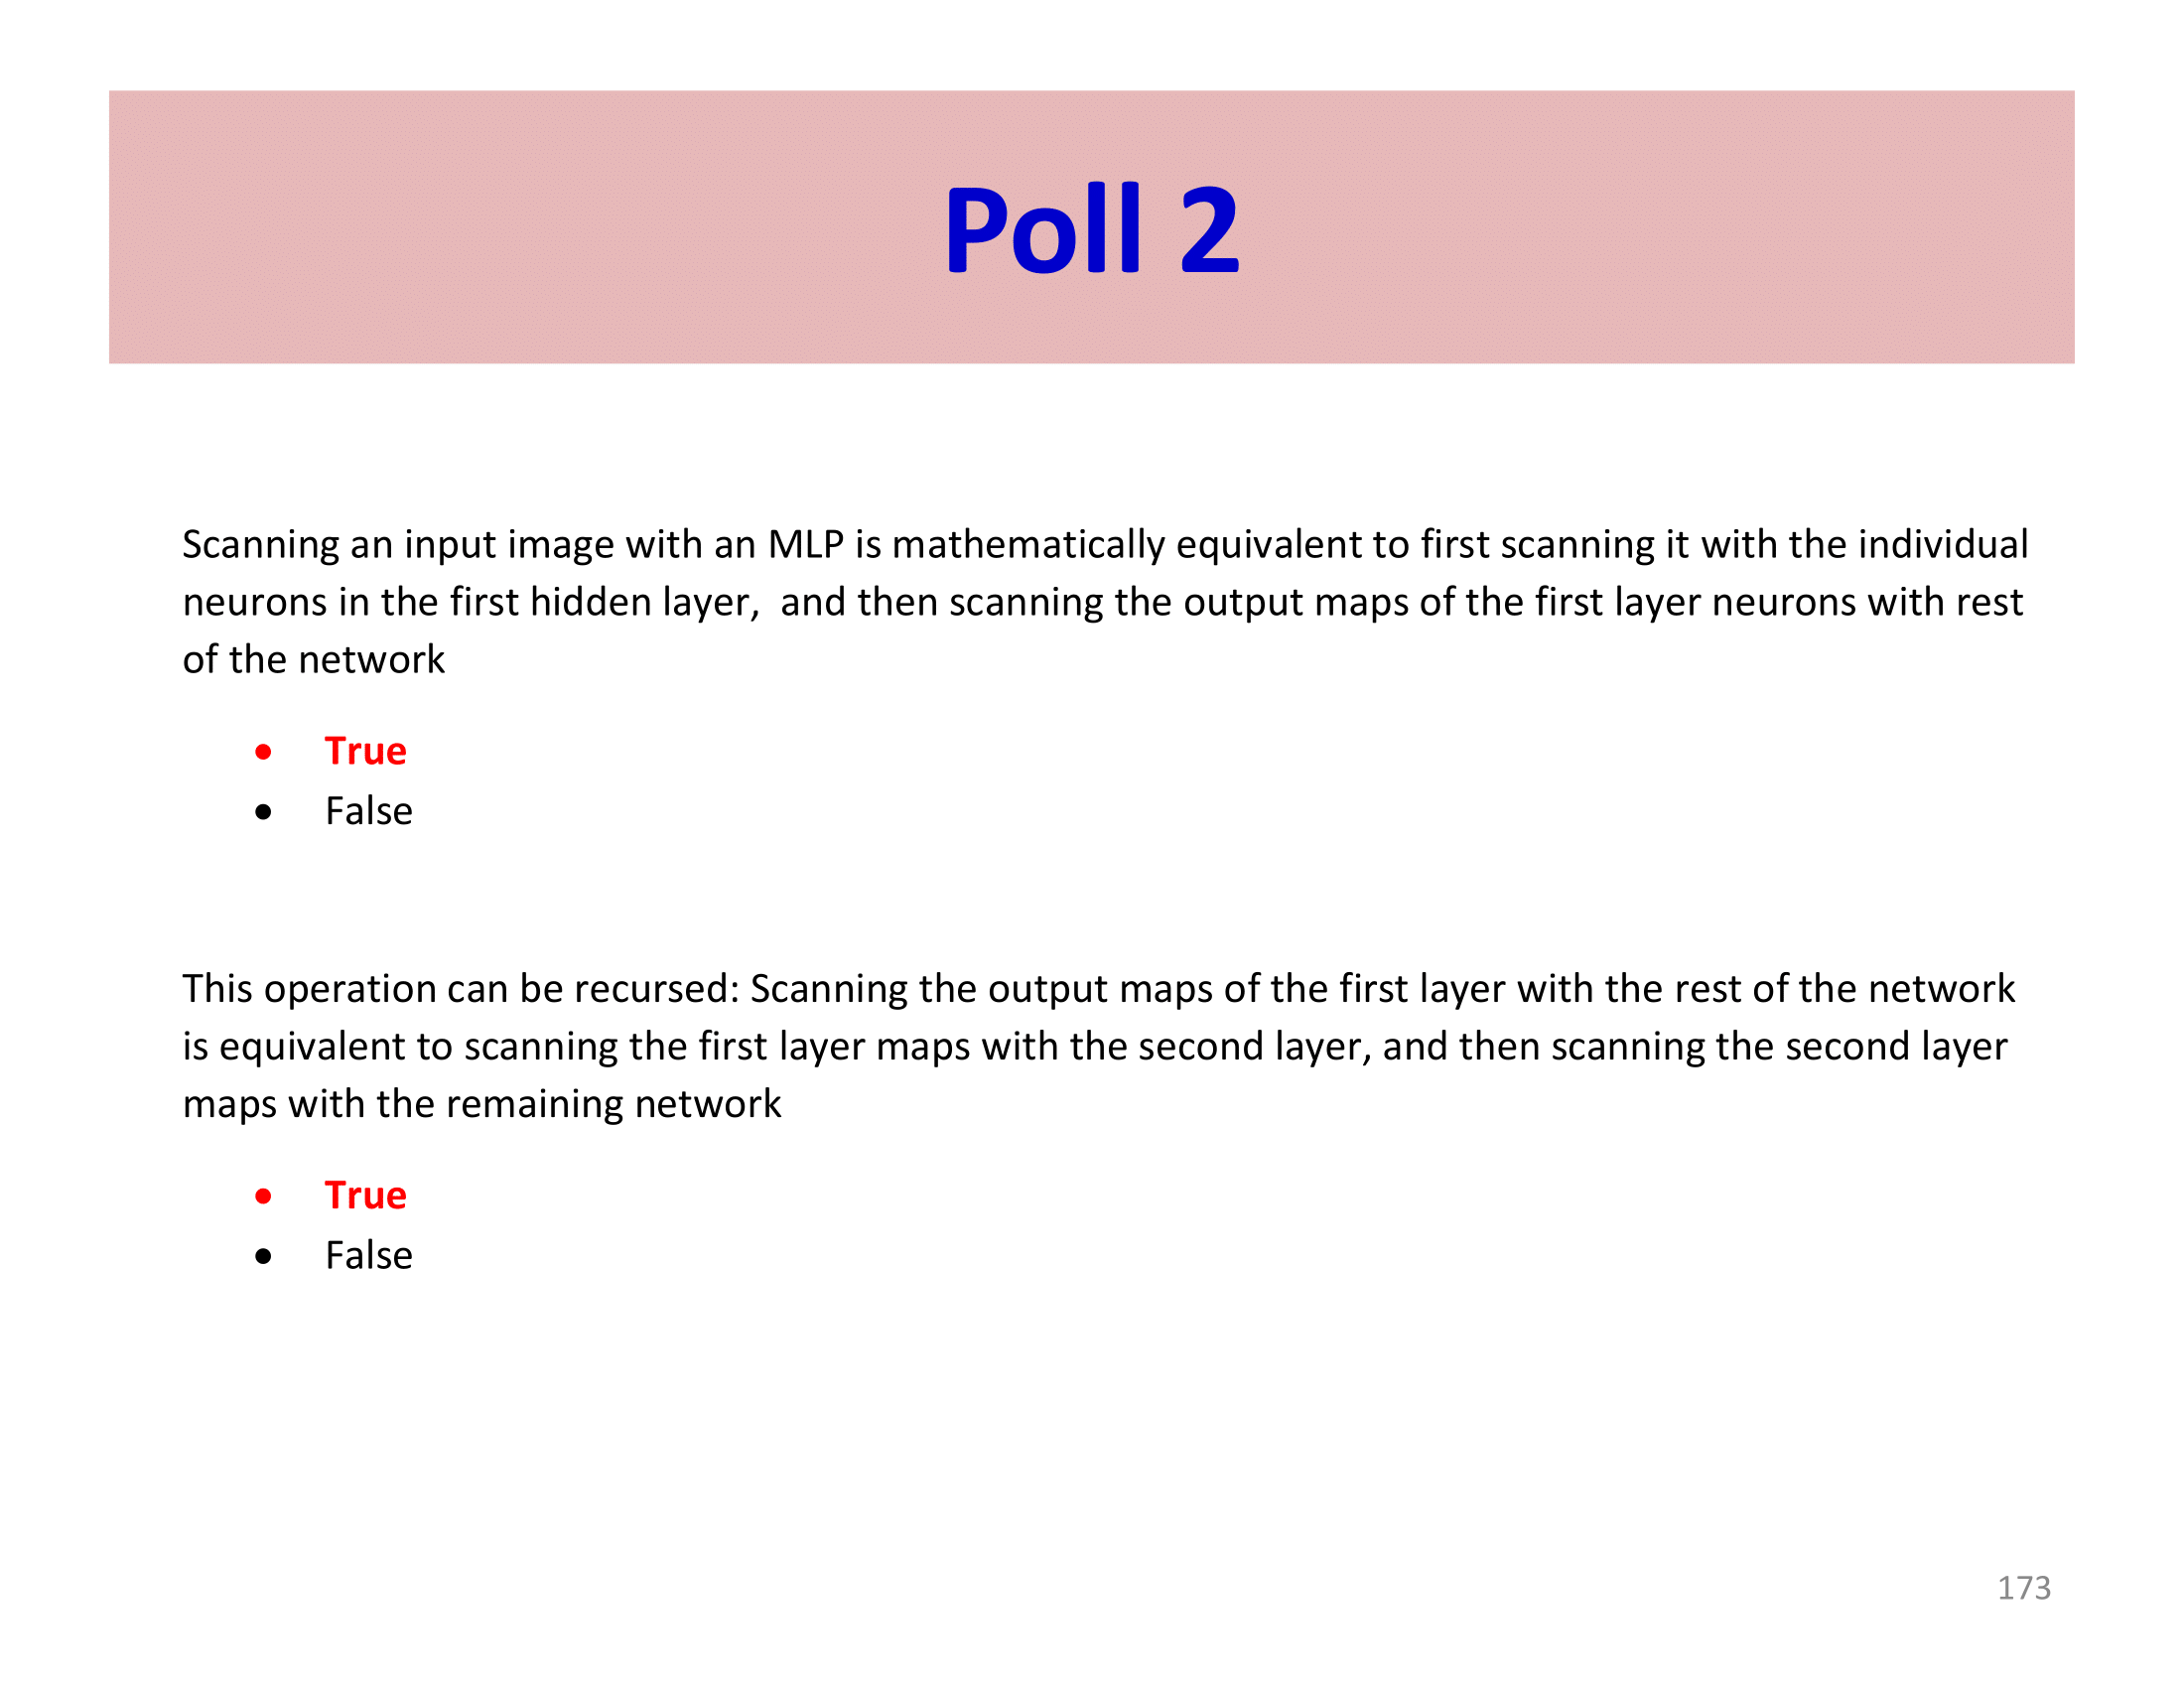 Poll 2
Scanning an input image with an MLP is mathematically equivalent to first scanning it with the individual
neurons in the first hidden layer,  and then scanning the output maps of the first layer neurons with rest
of the network
• True
• False
This operation can be recursed: Scanning the output maps of the first layer with the rest of the network
is equivalent to scanning the first layer maps with the second layer, and then scanning the second layer
maps with the remaining network
• True
• False
173